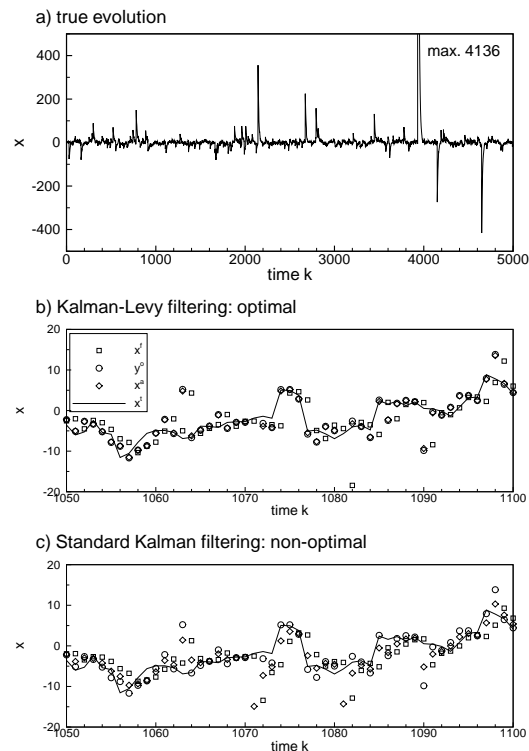 a) true evolution
max. 4136
400
200
0
-200
-400
x
0 1000 2000 3000 4000 5000
time k
b) Kalman-Levy filtering: optimal
20
10
0
-10
-20
x
x^f
y^o
x^a
x^t
1050 1060 1070 1080 1090 1100
time k
c) Standard Kalman filtering: non-optimal
20
10
0
-10
-20
x
1050 1060 1070 1080 1090 1100
time k